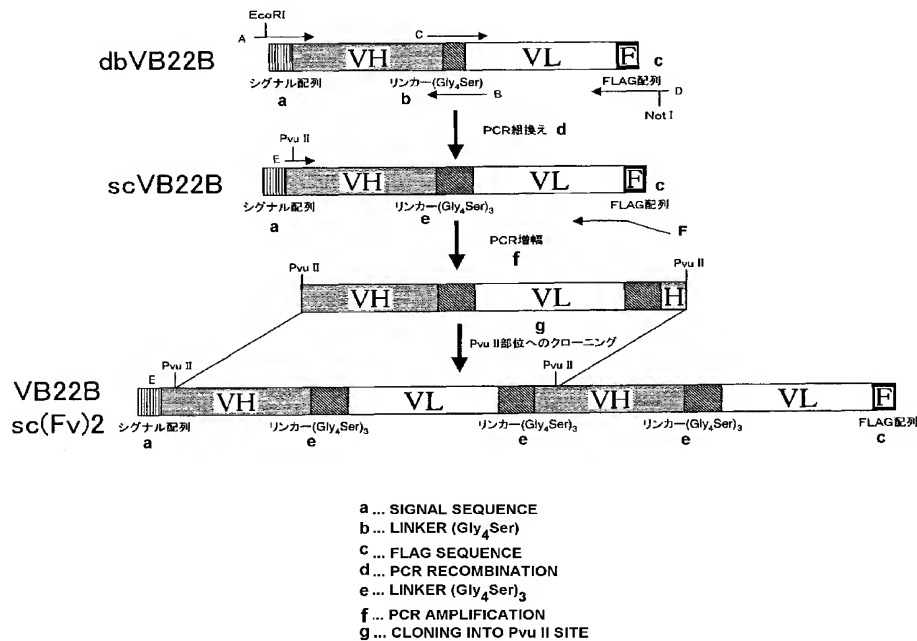 EcoRI
A
C
dbVB22B
VH
VL
F
c
シグナル配列
a
リンカー(Gly4Ser)
b
B
FLAG配列
D
Not I
PCR組換え d
Pvu II
E
scVB22B
VH
VL
F
c
シグナル配列
a
リンカー(Gly4Ser)3
e
FLAG配列
F
PCR増幅
f
Pvu II
Pvu II
VH
VL
H
g
Pvu II部位へのクローニング
Pvu II
Pvu II
E
VB22B
sc(Fv)2
VH
VL
VH
VL
F
シグナル配列
a
リンカー(Gly4Ser)3
e
リンカー(Gly4Ser)3
e
リンカー(Gly4Ser)3
e
FLAG配列
c
a ... SIGNAL SEQUENCE
b ... LINKER (Gly4Ser)
c ... FLAG SEQUENCE
d ... PCR RECOMBINATION
e ... LINKER (Gly4Ser)3
f ... PCR AMPLIFICATION
g ... CLONING INTO Pvu II SITE